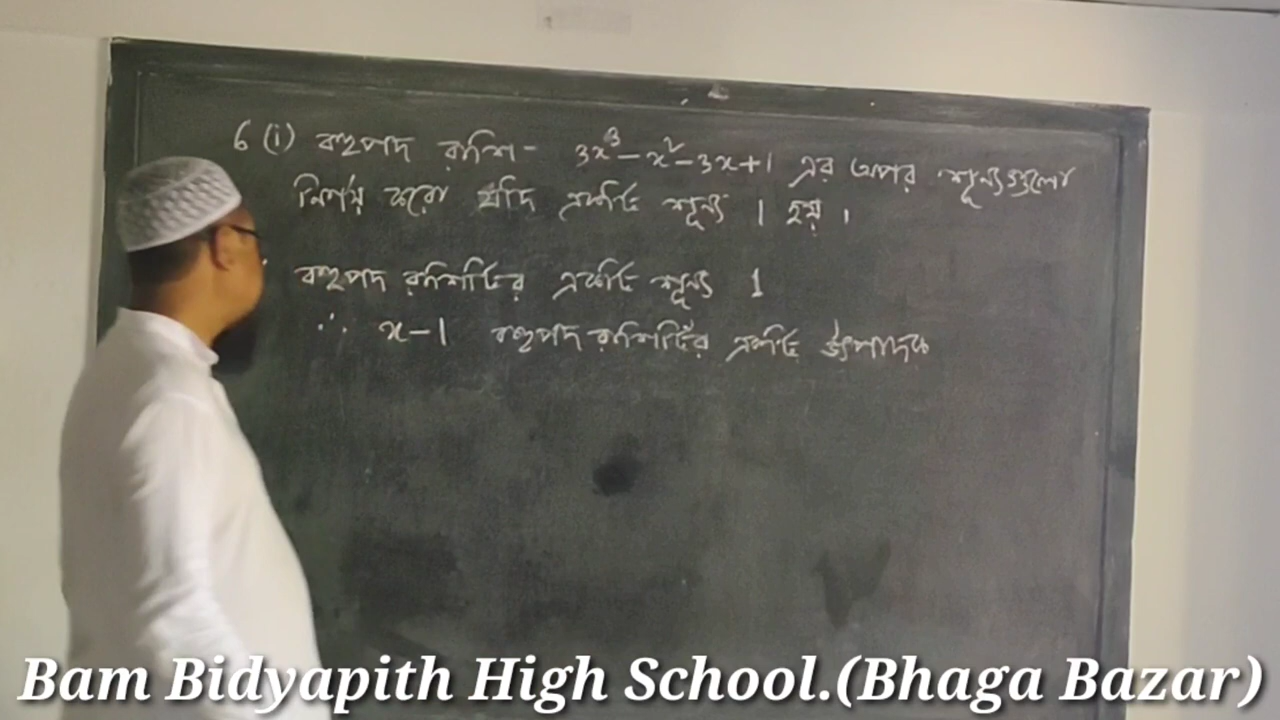 6 (i) বহুপদ রাশি - 3x³-x²-3x+1 এর অপর শূন্যগুলো
নির্ণয় করো যদি একটি শূন্য 1 হয়।
বহুপদ রাশিটির একটি শূন্য 1
∴ x-1 বহুপদ রাশিটির একটি উৎপাদক
Bam Bidyapith High School.(Bhaga Bazar)